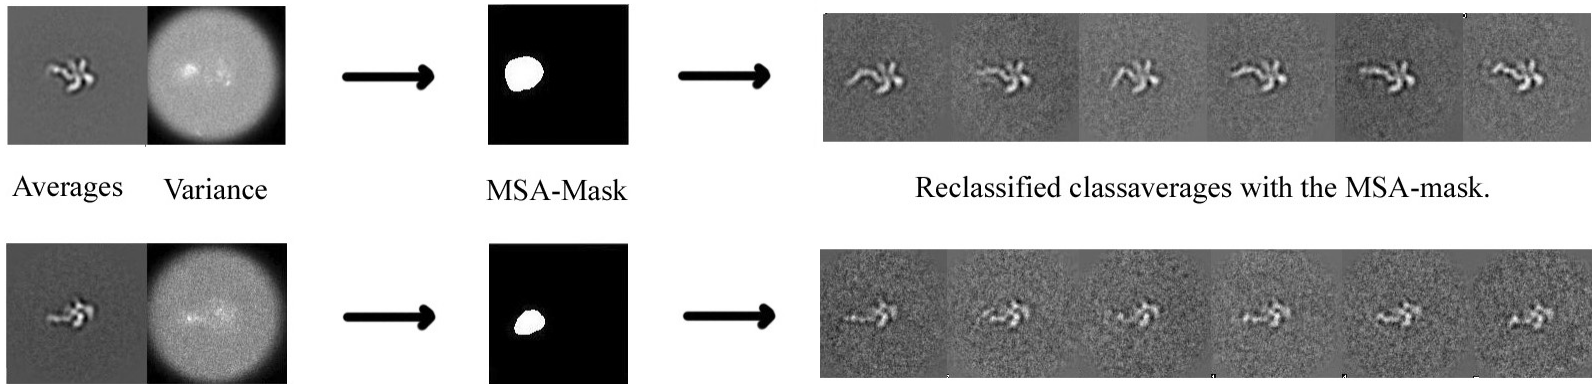 Averages
Variance
MSA-Mask
Reclassified classaverages with the MSA-mask.